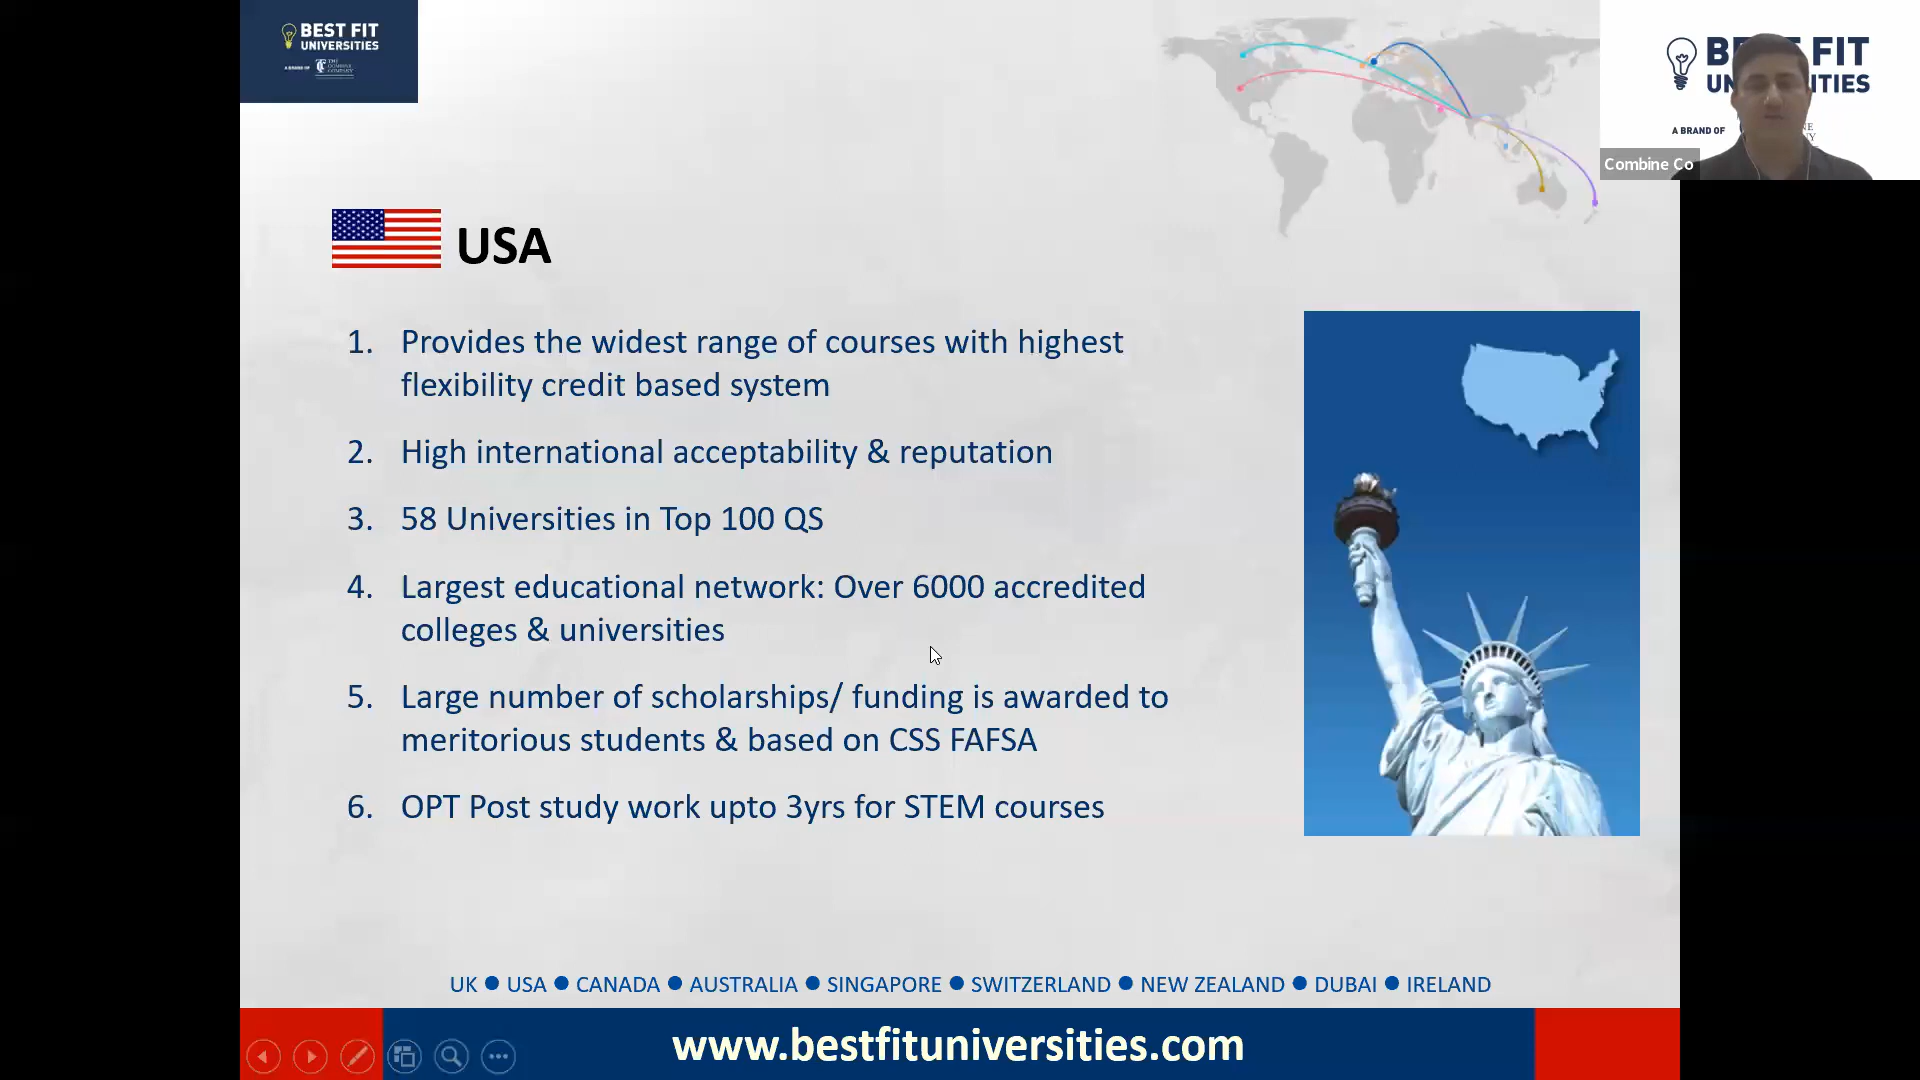 BEST FIT
UNIVERSITIES
A BRAND OF
THE
COMBINE
COMPANY
BEST FIT
UNIVERSITIES
A BRAND OF
Combine Co
USA
1. Provides the widest range of courses with highest
flexibility credit based system
2. High international acceptability & reputation
3. 58 Universities in Top 100 QS
4. Largest educational network: Over 6000 accredited
colleges & universities
5. Large number of scholarships/ funding is awarded to
meritorious students & based on CSS FAFSA
6. OPT Post study work upto 3yrs for STEM courses
UK ● USA ● CANADA ● AUSTRALIA ● SINGAPORE ● SWITZERLAND ● NEW ZEALAND ● DUBAI ● IRELAND
www.bestfituniversities.com